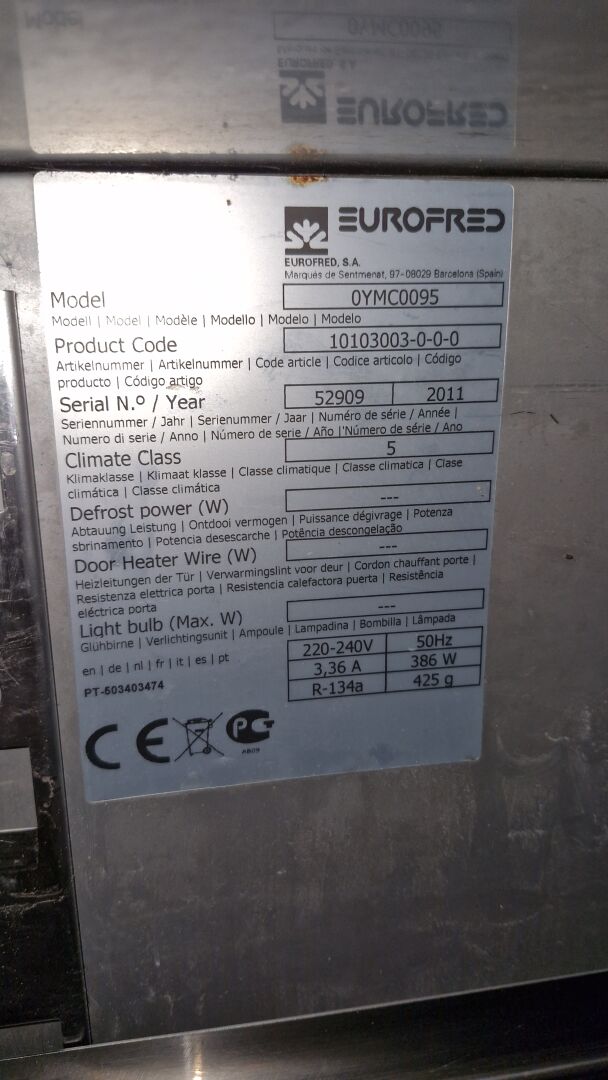 EUROFRED
EUROFRED, S.A.
Marqués de Sentmenat, 97-08029 Barcelona (Spain)
Model 0YMC0095
Modell | Model | Modèle | Modello | Modelo | Modelo
Product Code 10103003-0-0-0
Artikelnummer | Artikelnummer | Code article | Codice articolo | Código
producto | Código artigo
Serial N.º / Year 52909 2011
Seriennummer / Jahr | Serienummer / Jaar | Numéro de série / Année |
Numero di serie / Anno | Número de serie / Año | Número de série / Ano
Climate Class 5
Klimaklasse | Klimaat klasse | Classe climatique | Classe climatica | Clase
climática | Classe climática
Defrost power (W) ---
Abtauung Leistung | Ontdooi vermogen | Puissance dégivrage | Potenza
sbrinamento | Potencia desescarche | Potência descongelação
Door Heater Wire (W) ---
Heizleitungen der Tür | Verwarmingslint voor deur | Cordon chauffant porte |
Resistenza elettrica porta | Resistencia calefactora puerta | Resistência
eléctrica porta
Light bulb (Max. W) ---
Glühbirne | Verlichtingsunit | Ampoule | Lampadina | Bombilla | Lâmpada
220-240V 50Hz
en | de | nl | fr | it | es | pt
3,36 A 386 W
PT-503403474
R-134a 425 g
CE
AB09